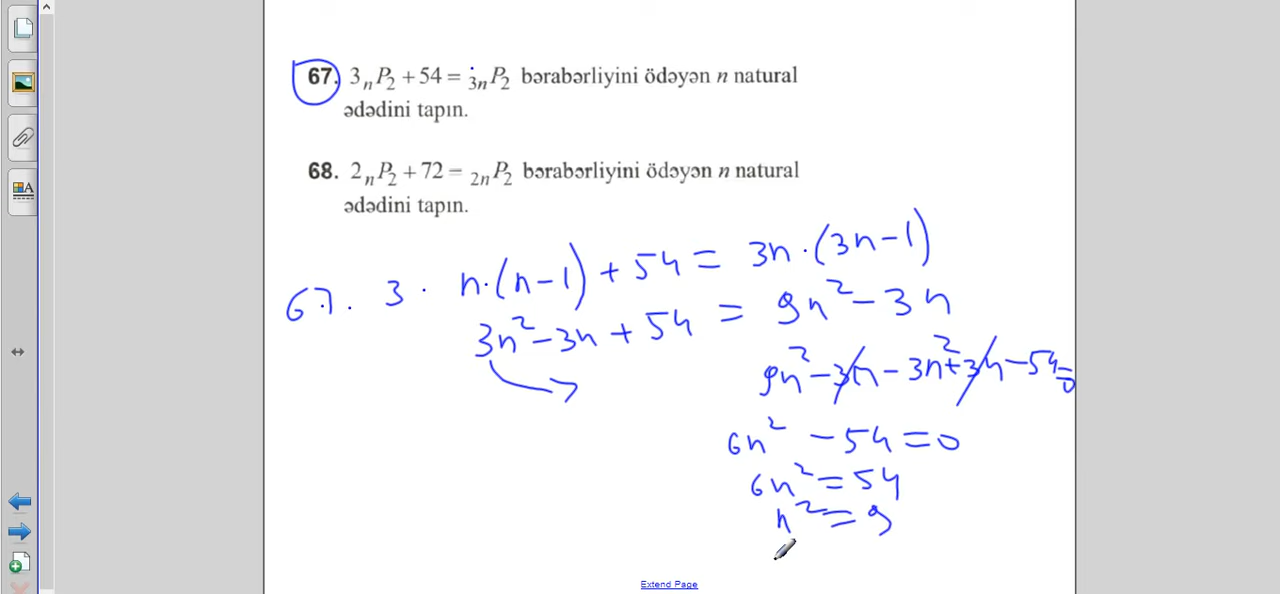 67. 3ₙP₂ + 54 = ₃ₙP₂ bərabərliyini ödəyən n natural
ədədini tapın.
68. 2ₙP₂ + 72 = ₂ₙP₂ bərabərliyini ödəyən n natural
ədədini tapın.
67. 3 · n·(n-1) + 54 = 3n·(3n-1)
3n² - 3n + 54 = 9n² - 3n
9n² - 3n - 3n² + 3n - 54 = 0
6n² - 54 = 0
6n² = 54
n² = 9
Extend Page